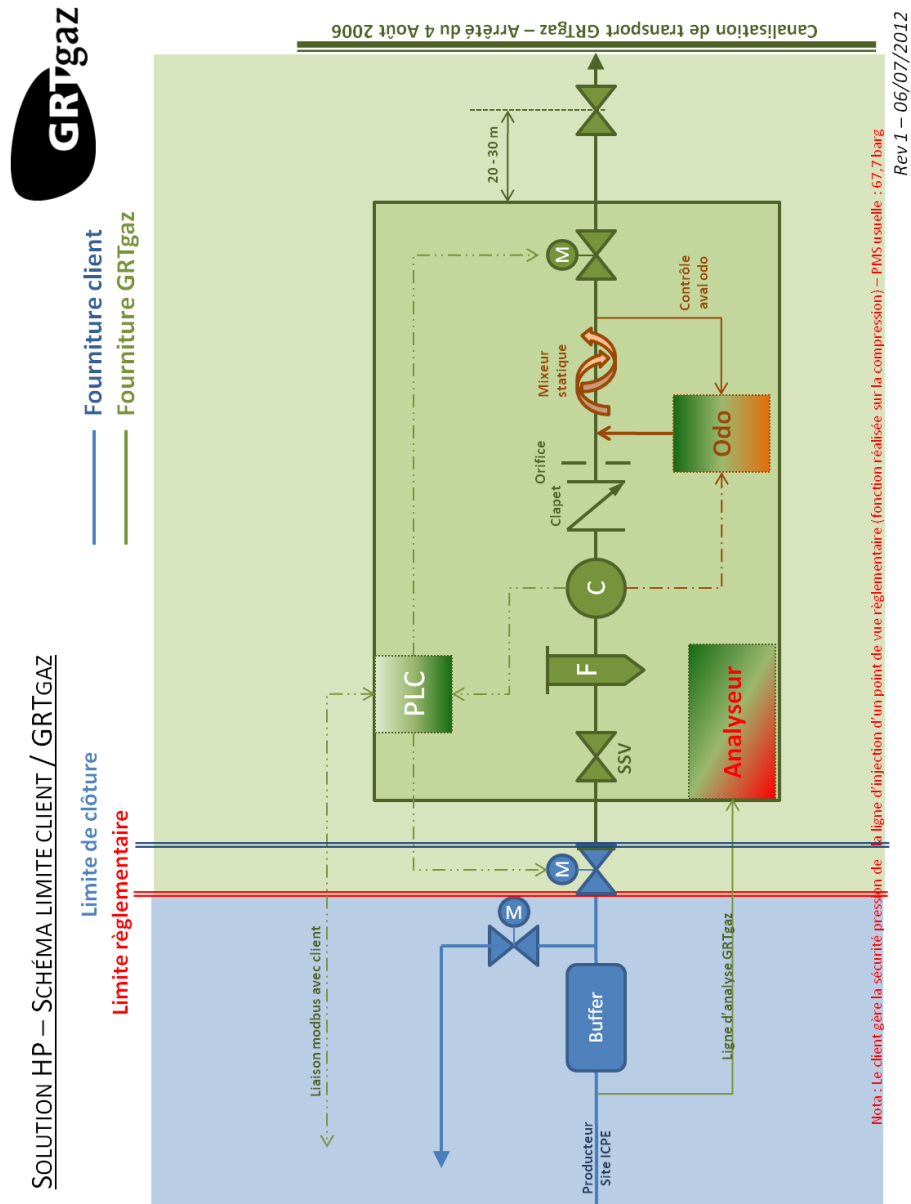 SOLUTION HP – SCHÉMA LIMITE CLIENT / GRTGAZ
GRTgaz
Fourniture client
Fourniture GRTgaz
Limite de clôture
Limite règlementaire
Liaison modbus avec client
PLC
M
M
M
20 - 30 m
Canalisation de transport GRTgaz – Arrêté du 4 Août 2006
Producteur
Site ICPE
Buffer
SSV
F
C
Clapet
Orifice
Mixeur
statique
Contrôle
aval odo
Odo
Analyseur
Ligne d'analyse GRTgaz
Nota : Le client gère la sécurité pression de la ligne d'injection d'un point de vue règlementaire (fonction réalisée sur la compression) – PMS usuelle : 67,7 barg
Rev 1 – 06/07/2012